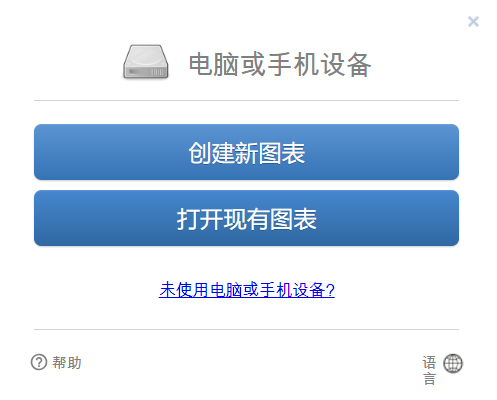 电脑或手机设备
创建新图表
打开现有图表
未使用电脑或手机设备?
帮助
语
言